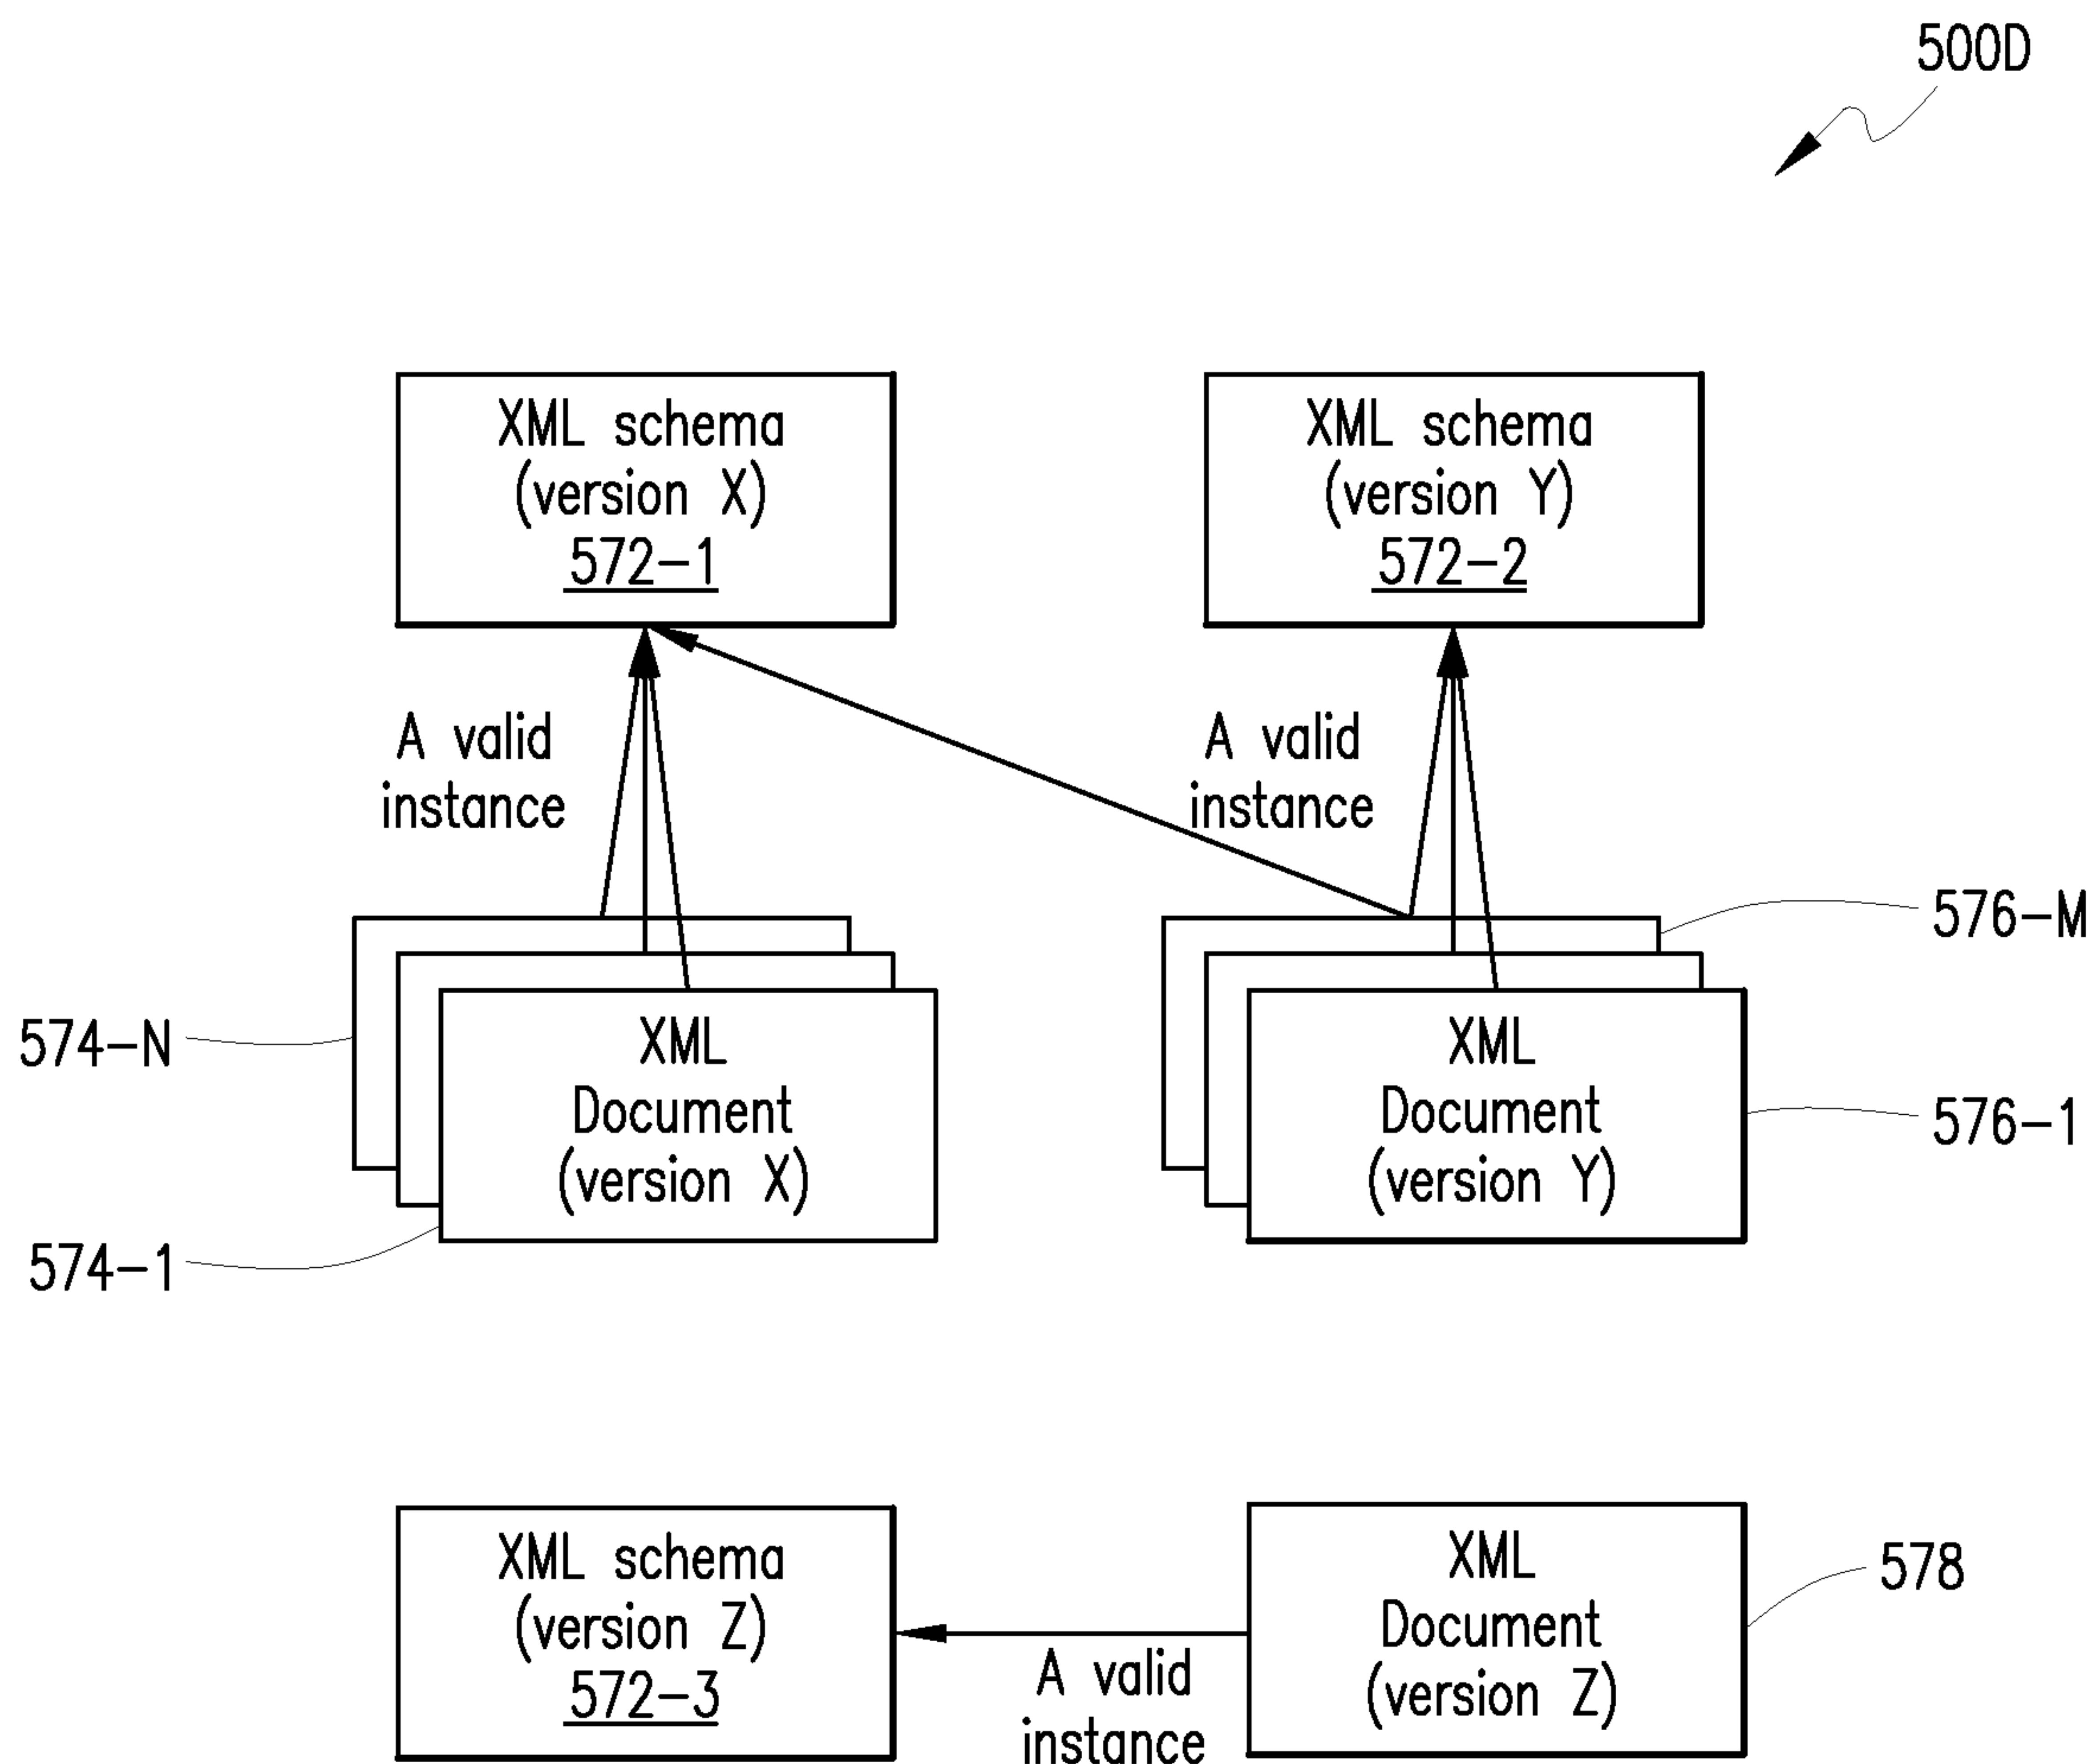 500D
XML schema
(version X)
572-1
XML schema
(version Y)
572-2
A valid
instance
A valid
instance
576-M
574-N
XML
Document
(version X)
XML
Document
(version Y)
576-1
574-1
XML schema
(version Z)
572-3
A valid
instance
XML
Document
(version Z)
578